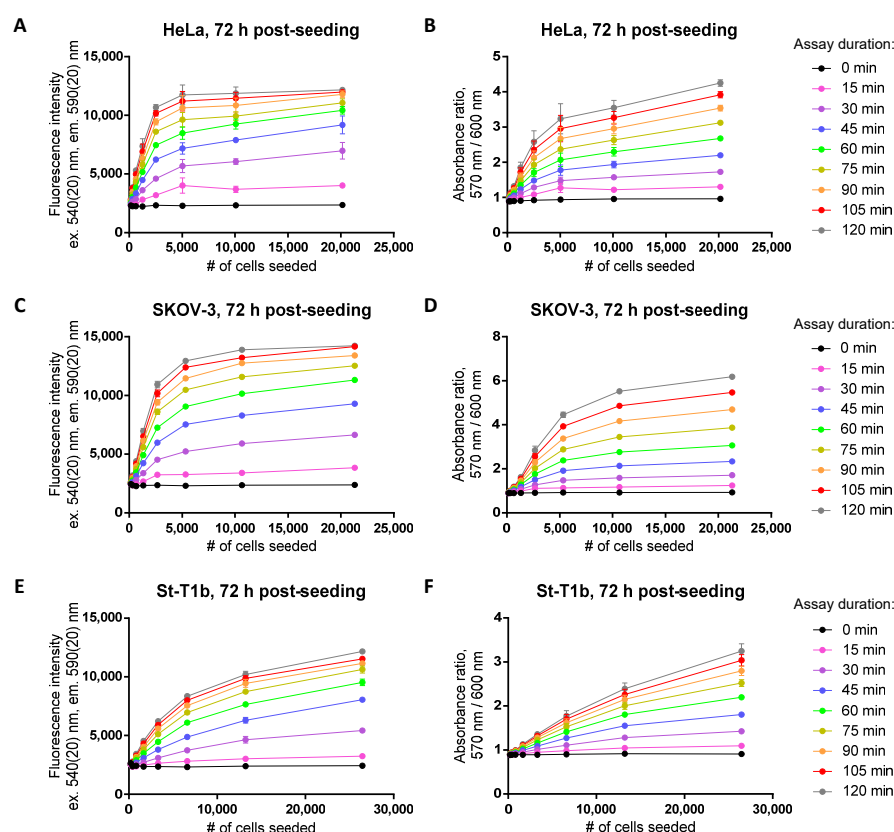 A
HeLa, 72 h post-seeding
Fluorescence intensity
ex. 540(20) nm, em. 590(20) nm
15,000
10,000
5,000
0
0 5,000 10,000 15,000 20,000 25,000
# of cells seeded
B
HeLa, 72 h post-seeding
Absorbance ratio,
570 nm / 600 nm
5
4
3
2
1
0
0 5,000 10,000 15,000 20,000 25,000
# of cells seeded
Assay duration:
0 min
15 min
30 min
45 min
60 min
75 min
90 min
105 min
120 min
C
SKOV-3, 72 h post-seeding
Fluorescence intensity
ex. 540(20) nm, em. 590(20) nm
15,000
10,000
5,000
0
0 5,000 10,000 15,000 20,000 25,000
# of cells seeded
D
SKOV-3, 72 h post-seeding
Absorbance ratio,
570 nm / 600 nm
8
6
4
2
0
0 5,000 10,000 15,000 20,000 25,000
# of cells seeded
Assay duration:
0 min
15 min
30 min
45 min
60 min
75 min
90 min
105 min
120 min
E
St-T1b, 72 h post-seeding
Fluorescence intensity
ex. 540(20) nm, em. 590(20) nm
15,000
10,000
5,000
0
0 10,000 20,000 30,000
# of cells seeded
F
St-T1b, 72 h post-seeding
Absorbance ratio,
570 nm / 600 nm
4
3
2
1
0
0 10,000 20,000 30,000
# of cells seeded
Assay duration:
0 min
15 min
30 min
45 min
60 min
75 min
90 min
105 min
120 min